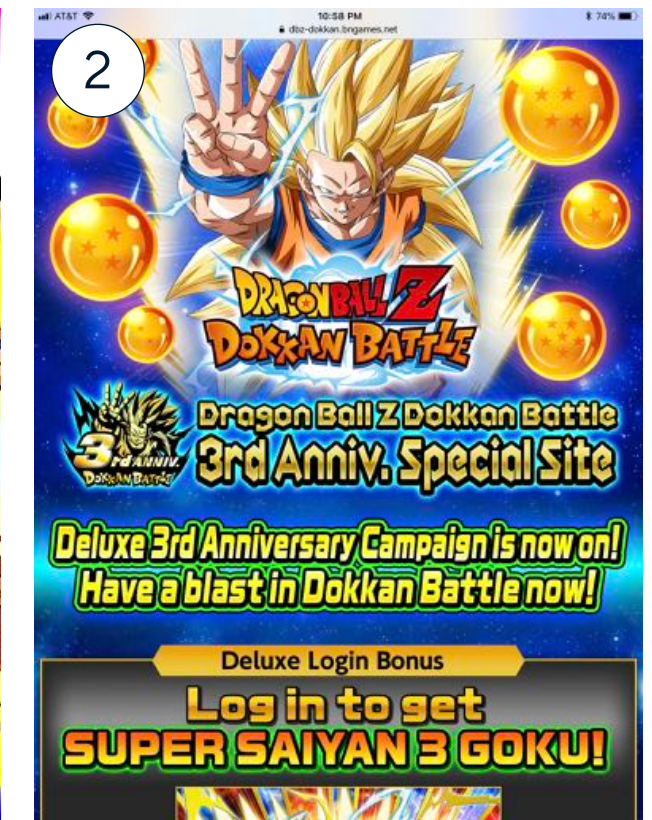 AT&T
10:58 PM
74%
dbz-dokkan.bngames.net
2
DRAGON BALL Z
DOKKAN BATTLE
3rd ANNIV.
DOKKAN BATTLE
Dragon Ball Z Dokkan Battle
3rd Anniv. Special Site
Deluxe 3rd Anniversary Campaign is now on!
Have a blast in Dokkan Battle now!
Deluxe Login Bonus
Log in to get
SUPER SAIYAN 3 GOKU!